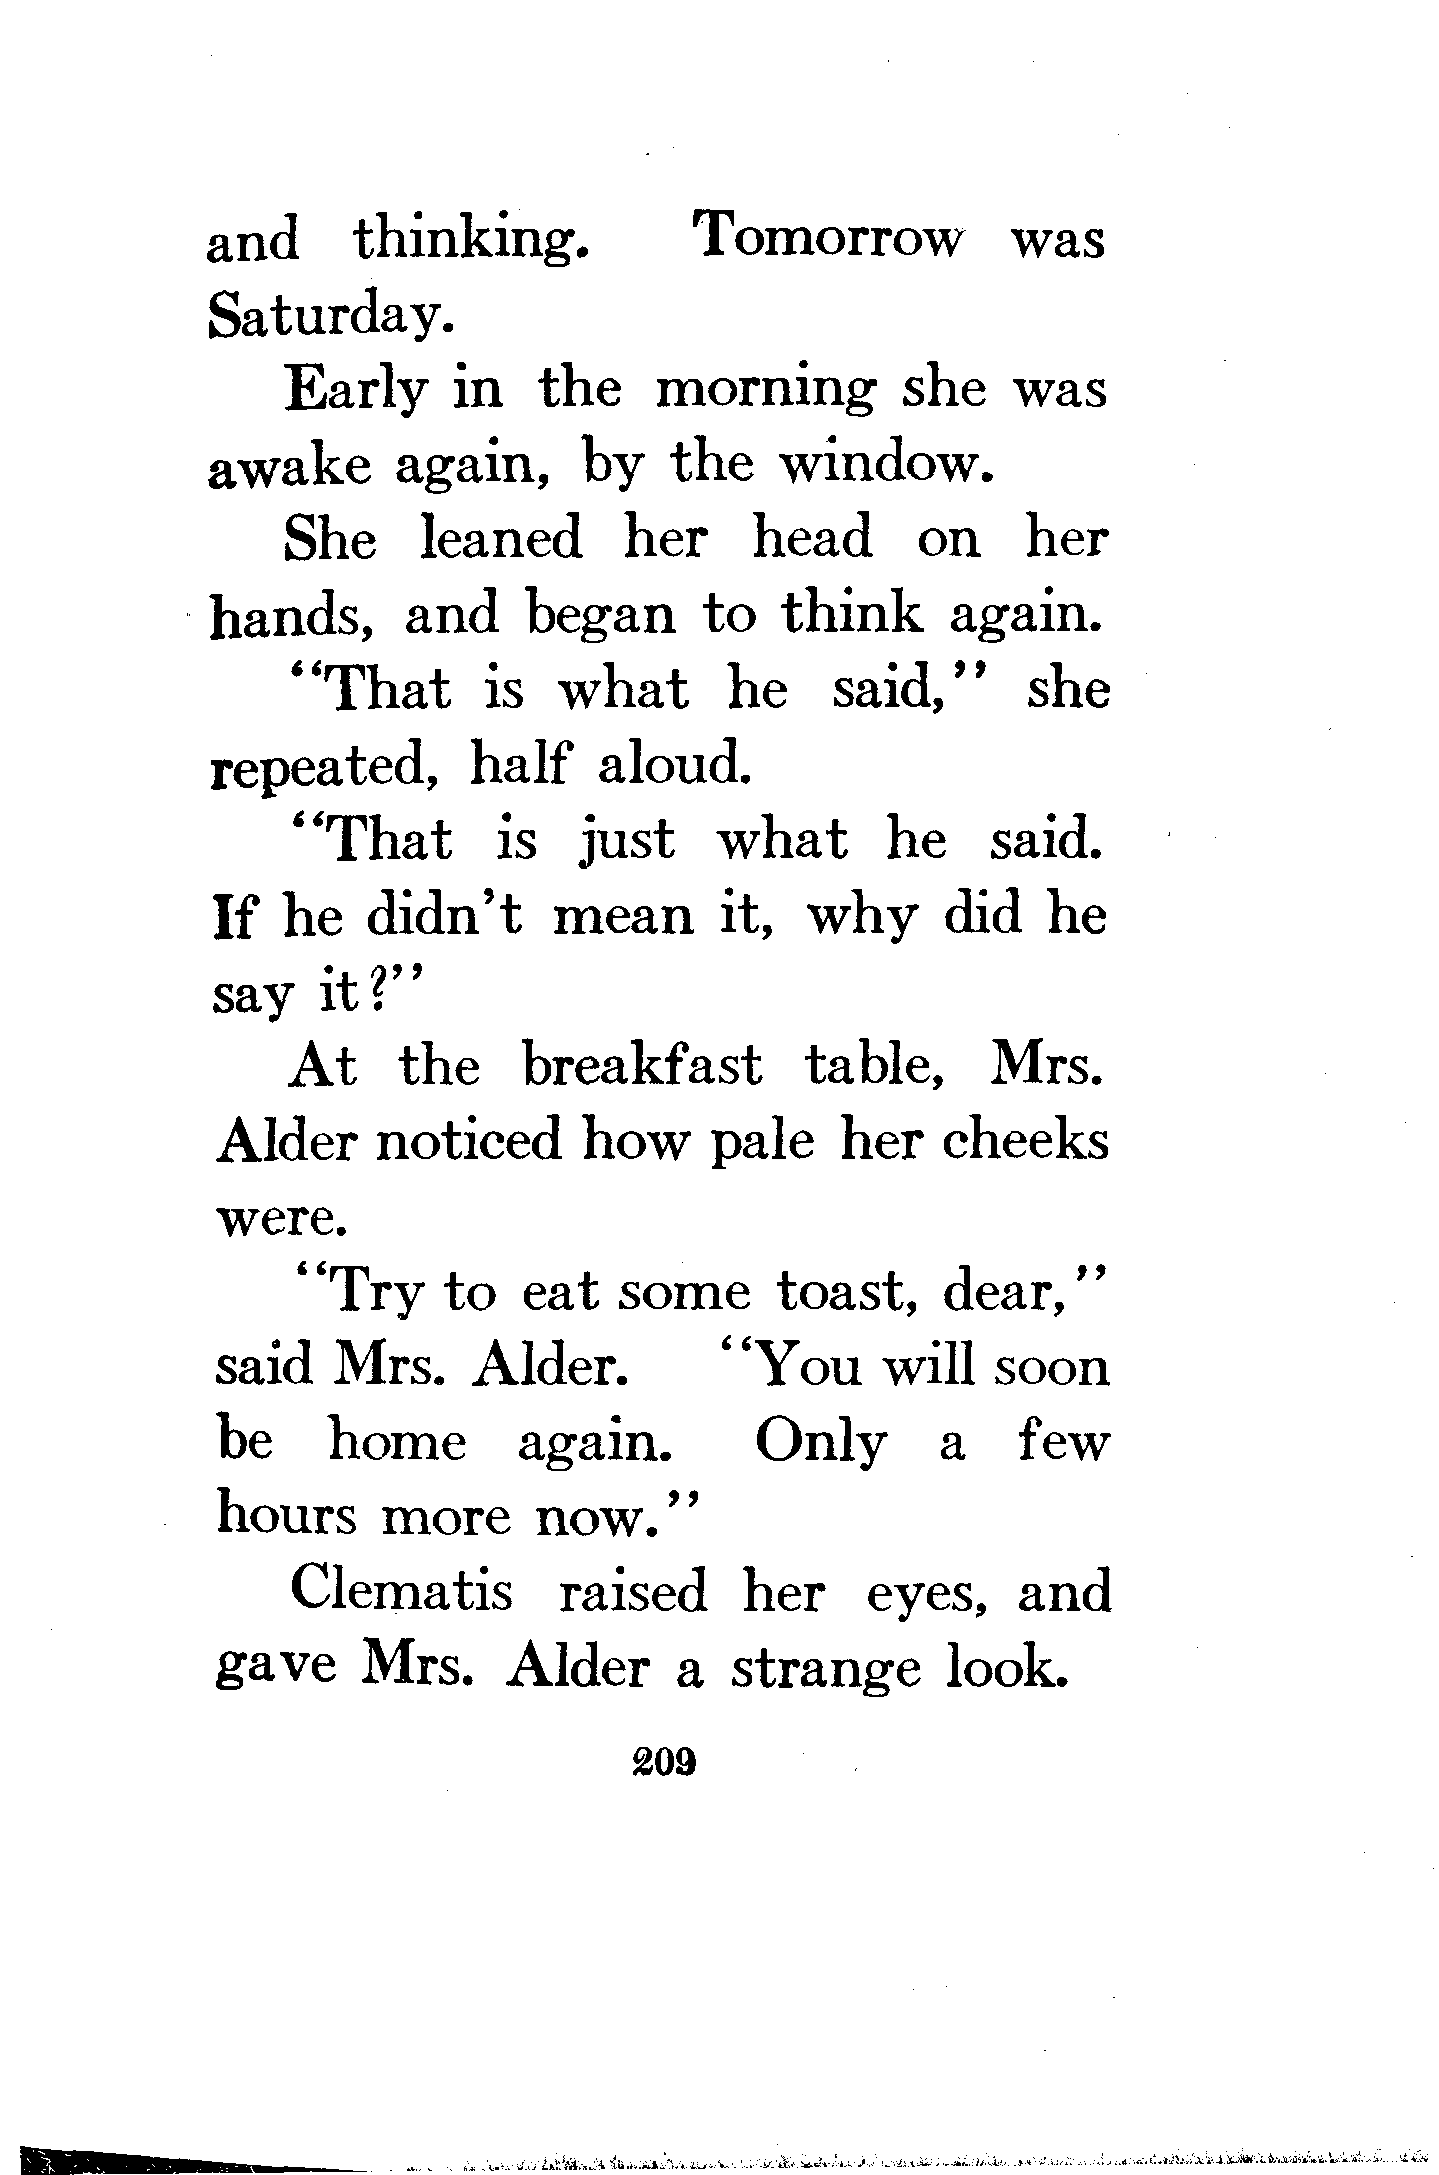 and thinking. Tomorrow was
Saturday.
Early in the morning she was
awake again, by the window.
She leaned her head on her
hands, and began to think again.
"That is what he said," she
repeated, half aloud.
"That is just what he said.
If he didn't mean it, why did he
say it?"
At the breakfast table, Mrs.
Alder noticed how pale her cheeks
were.
"Try to eat some toast, dear,"
said Mrs. Alder. "You will soon
be home again. Only a few
hours more now."
Clematis raised her eyes, and
gave Mrs. Alder a strange look.
209